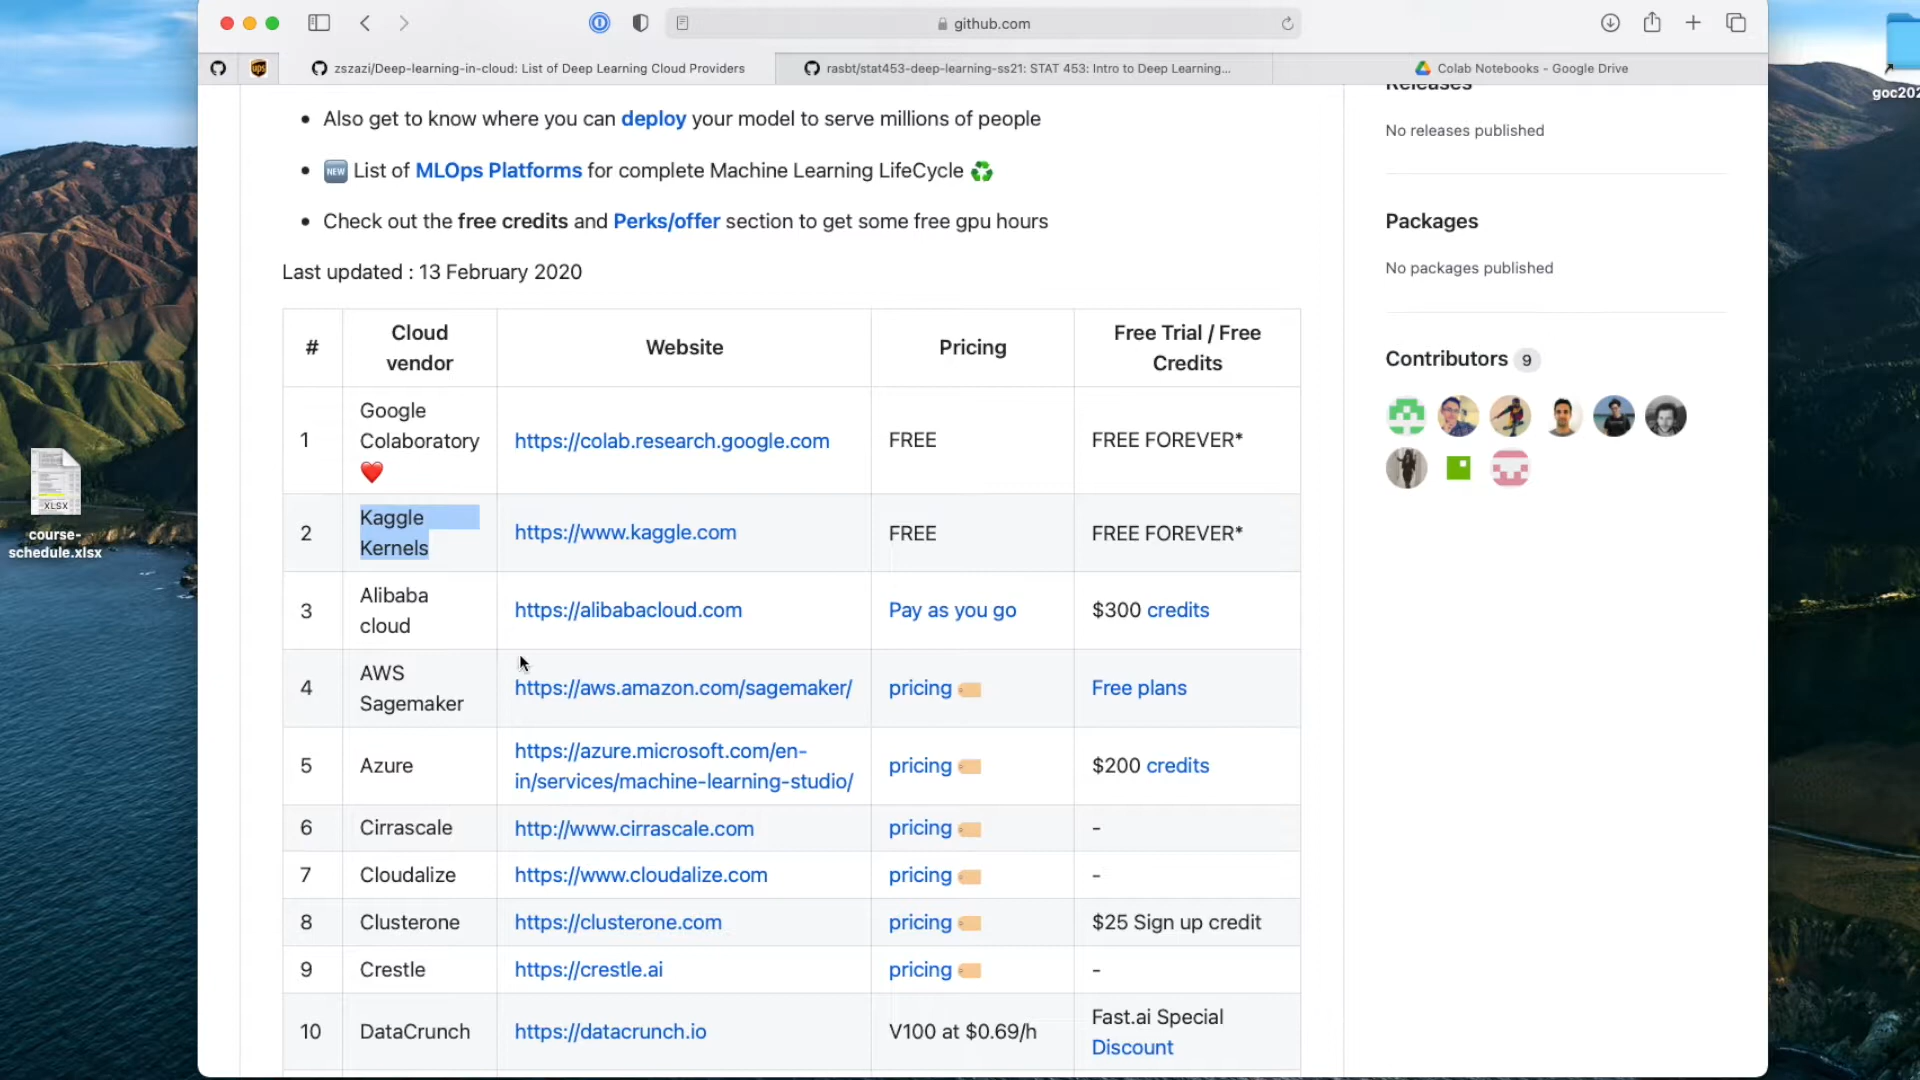 github.com
zszazi/Deep-learning-in-cloud: List of Deep Learning Cloud Providers
rasbt/stat453-deep-learning-ss21: STAT 453: Intro to Deep Learning...
Colab Notebooks - Google Drive
ups
goc202
XLSX
course-
schedule.xlsx
• Also get to know where you can deploy your model to serve millions of people
• NEW List of MLOps Platforms for complete Machine Learning LifeCycle
• Check out the free credits and Perks/offer section to get some free gpu hours
Last updated : 13 February 2020
# Cloud vendor Website Pricing Free Trial / Free Credits
1 Google Colaboratory https://colab.research.google.com FREE FREE FOREVER*
2 Kaggle Kernels https://www.kaggle.com FREE FREE FOREVER*
3 Alibaba cloud https://alibabacloud.com Pay as you go $300 credits
4 AWS Sagemaker https://aws.amazon.com/sagemaker/ pricing Free plans
5 Azure https://azure.microsoft.com/en-in/services/machine-learning-studio/ pricing $200 credits
6 Cirrascale http://www.cirrascale.com pricing -
7 Cloudalize https://www.cloudalize.com pricing -
8 Clusterone https://clusterone.com pricing $25 Sign up credit
9 Crestle https://crestle.ai pricing -
10 DataCrunch https://datacrunch.io V100 at $0.69/h Fast.ai Special Discount
Releases
No releases published
Packages
No packages published
Contributors 9